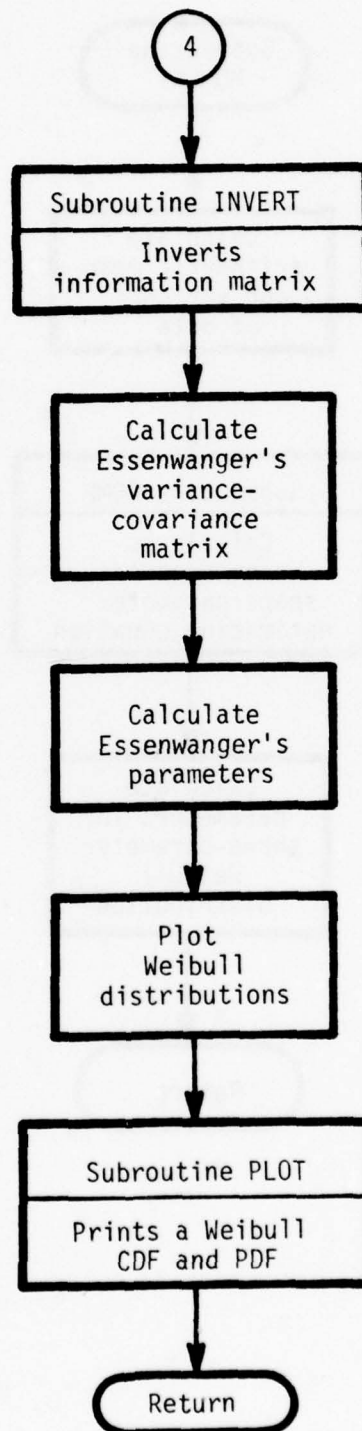 4
Subroutine INVERT
Inverts
information matrix
Calculate
Essenwanger's
variance-
covariance
matrix
Calculate
Essenwanger's
parameters
Plot
Weibull
distributions
Subroutine PLOT
Prints a Weibull
CDF and PDF
Return